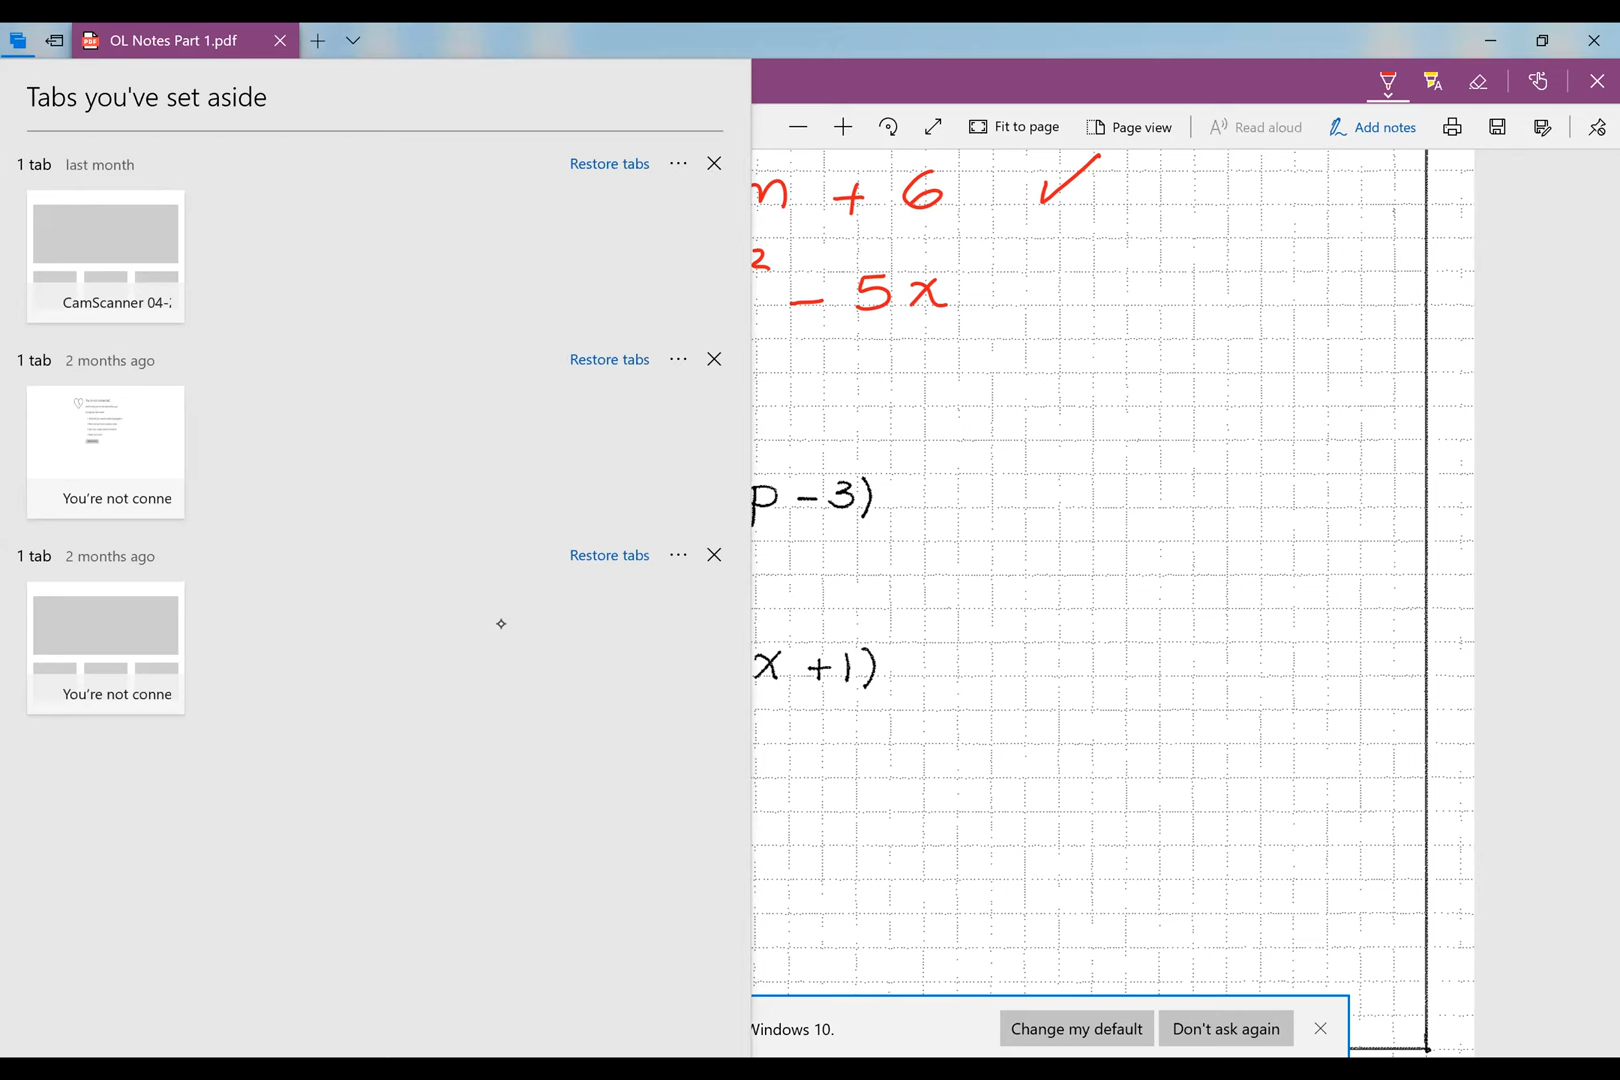 OL Notes Part 1.pdf
Tabs you've set aside
1 tab last month Restore tabs
CamScanner 04-
1 tab 2 months ago Restore tabs
You're not conne
1 tab 2 months ago Restore tabs
You're not conne
Fit to page Page view Read aloud Add notes
m + 6 ✓
2 - 5x
p - 3)
x + 1)
Windows 10. Change my default Don't ask again